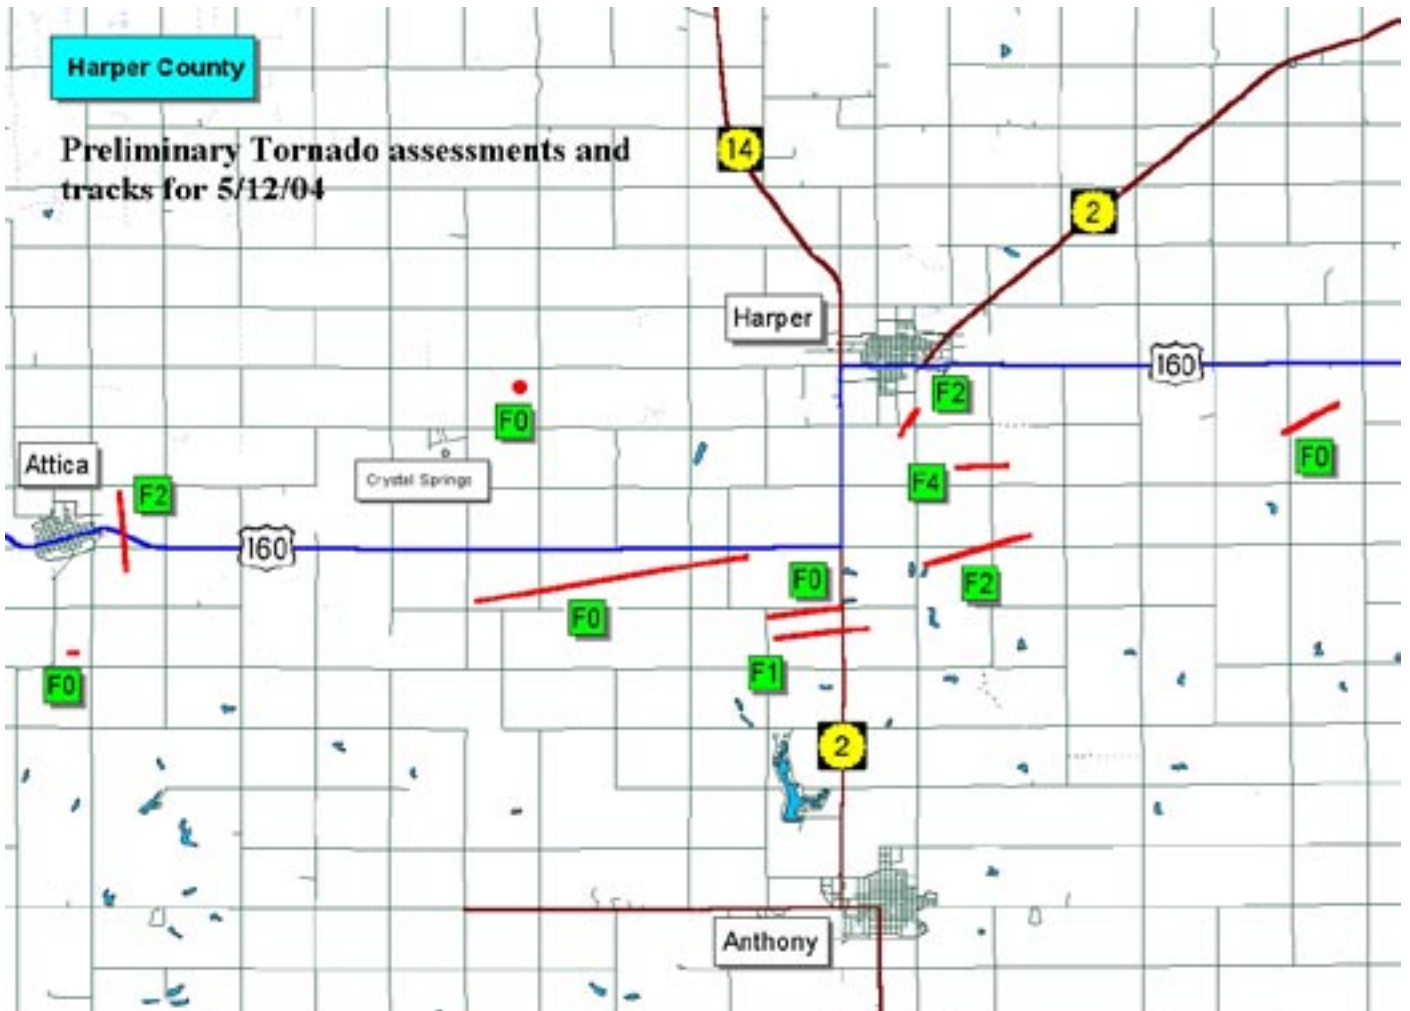 Harper County
Preliminary Tornado assessments and
tracks for 5/12/04
14
2
Harper
160
F2
F0
F0
Attica
Crystal Springs
F4
F2
160
F0
F2
F0
F0
F1
2
Anthony